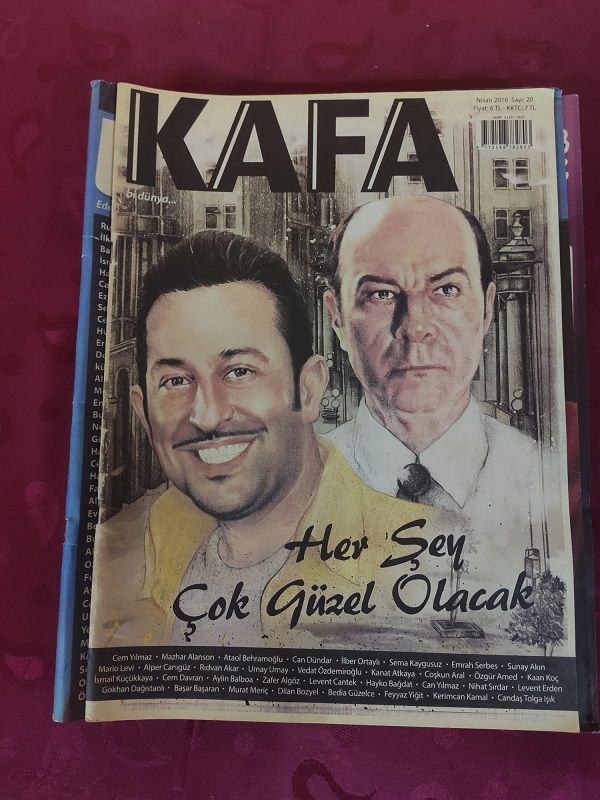 KAFA
bi dünya...
Nisan 2016 Sayı: 20
Fiyat: 6 TL - KKTC: 7 TL
Her Şey
Çok Güzel Olacak
Cem Yılmaz • Mazhar Alanson • Ataol Behramoğlu • Can Dündar • İlber Ortaylı • Sema Kaygusuz • Emrah Serbes • Sunay Akın
Mario Levi • Alper Canıgüz • Rıdvan Akar • Umay Umay • Vedat Özdemiroğlu • Kanat Atkaya • Coşkun Aral • Özgür Amed • Kaan Koç
İsmail Küçükkaya • Cem Davran • Aylin Balboa • Zafer Algöz • Levent Cantek • Hayko Bağdat • Can Yılmaz • Nihat Sırdar • Levent Erden
Gökhan Dağıstanlı • Başar Başaran • Murat Meriç • Dilan Bozyel • Bedia Güzelce • Feyyaz Yiğit • Kerimcan Kamal • Candaş Tolga Işık